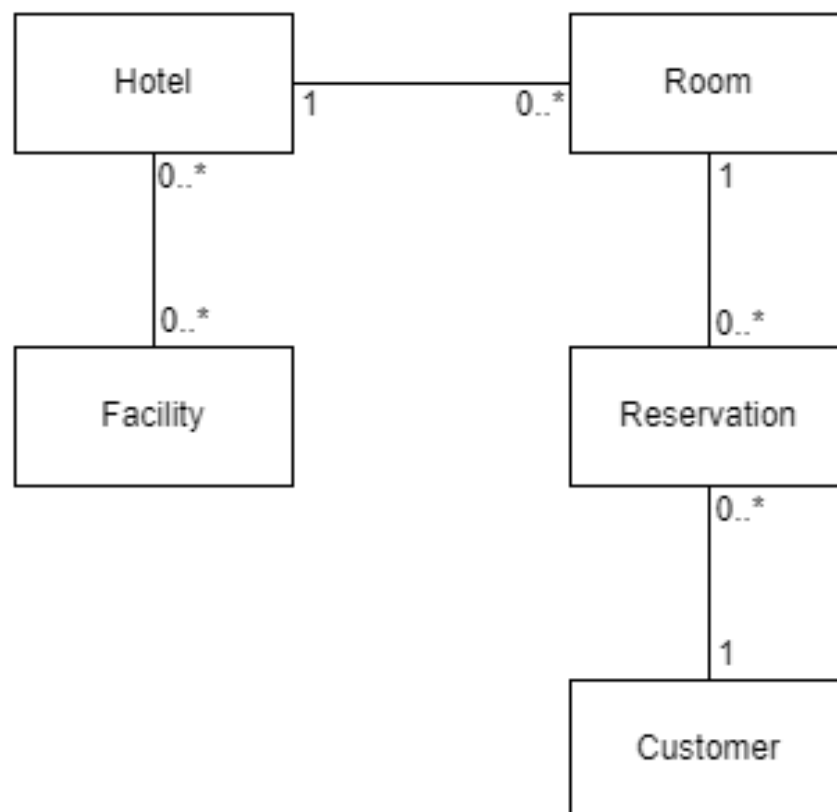 Hotel
Room
1
0..*
0..*
1
0..*
0..*
Facility
Reservation
0..*
1
Customer